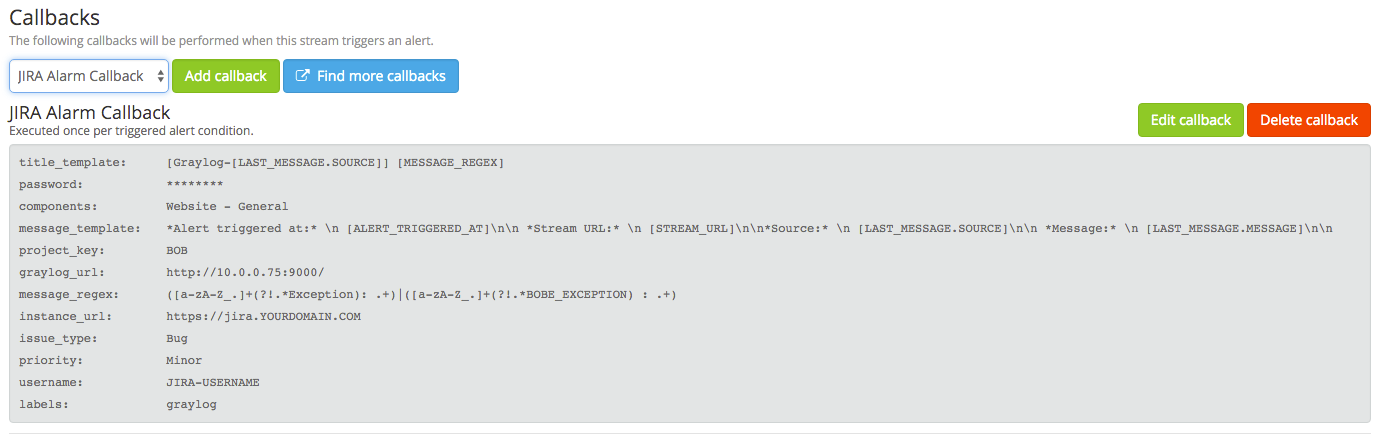 Callbacks
The following callbacks will be performed when this stream triggers an alert.
JIRA Alarm Callback Add callback Find more callbacks
JIRA Alarm Callback
Executed once per triggered alert condition.
Edit callback Delete callback
title_template: [Graylog-[LAST_MESSAGE.SOURCE]] [MESSAGE_REGEX]
password: ********
components: Website - General
message_template: *Alert triggered at:* \n [ALERT_TRIGGERED_AT]\n\n *Stream URL:* \n [STREAM_URL]\n\n*Source:* \n [LAST_MESSAGE.SOURCE]\n\n *Message:* \n [LAST_MESSAGE.MESSAGE]\n\n
project_key: BOB
graylog_url: http://10.0.0.75:9000/
message_regex: ([a-zA-Z_.]+(?!.*Exception): .+)|([a-zA-Z_.]+(?!.*BOBE_EXCEPTION) : .+)
instance_url: https://jira.YOURDOMAIN.COM
issue_type: Bug
priority: Minor
username: JIRA-USERNAME
labels: graylog